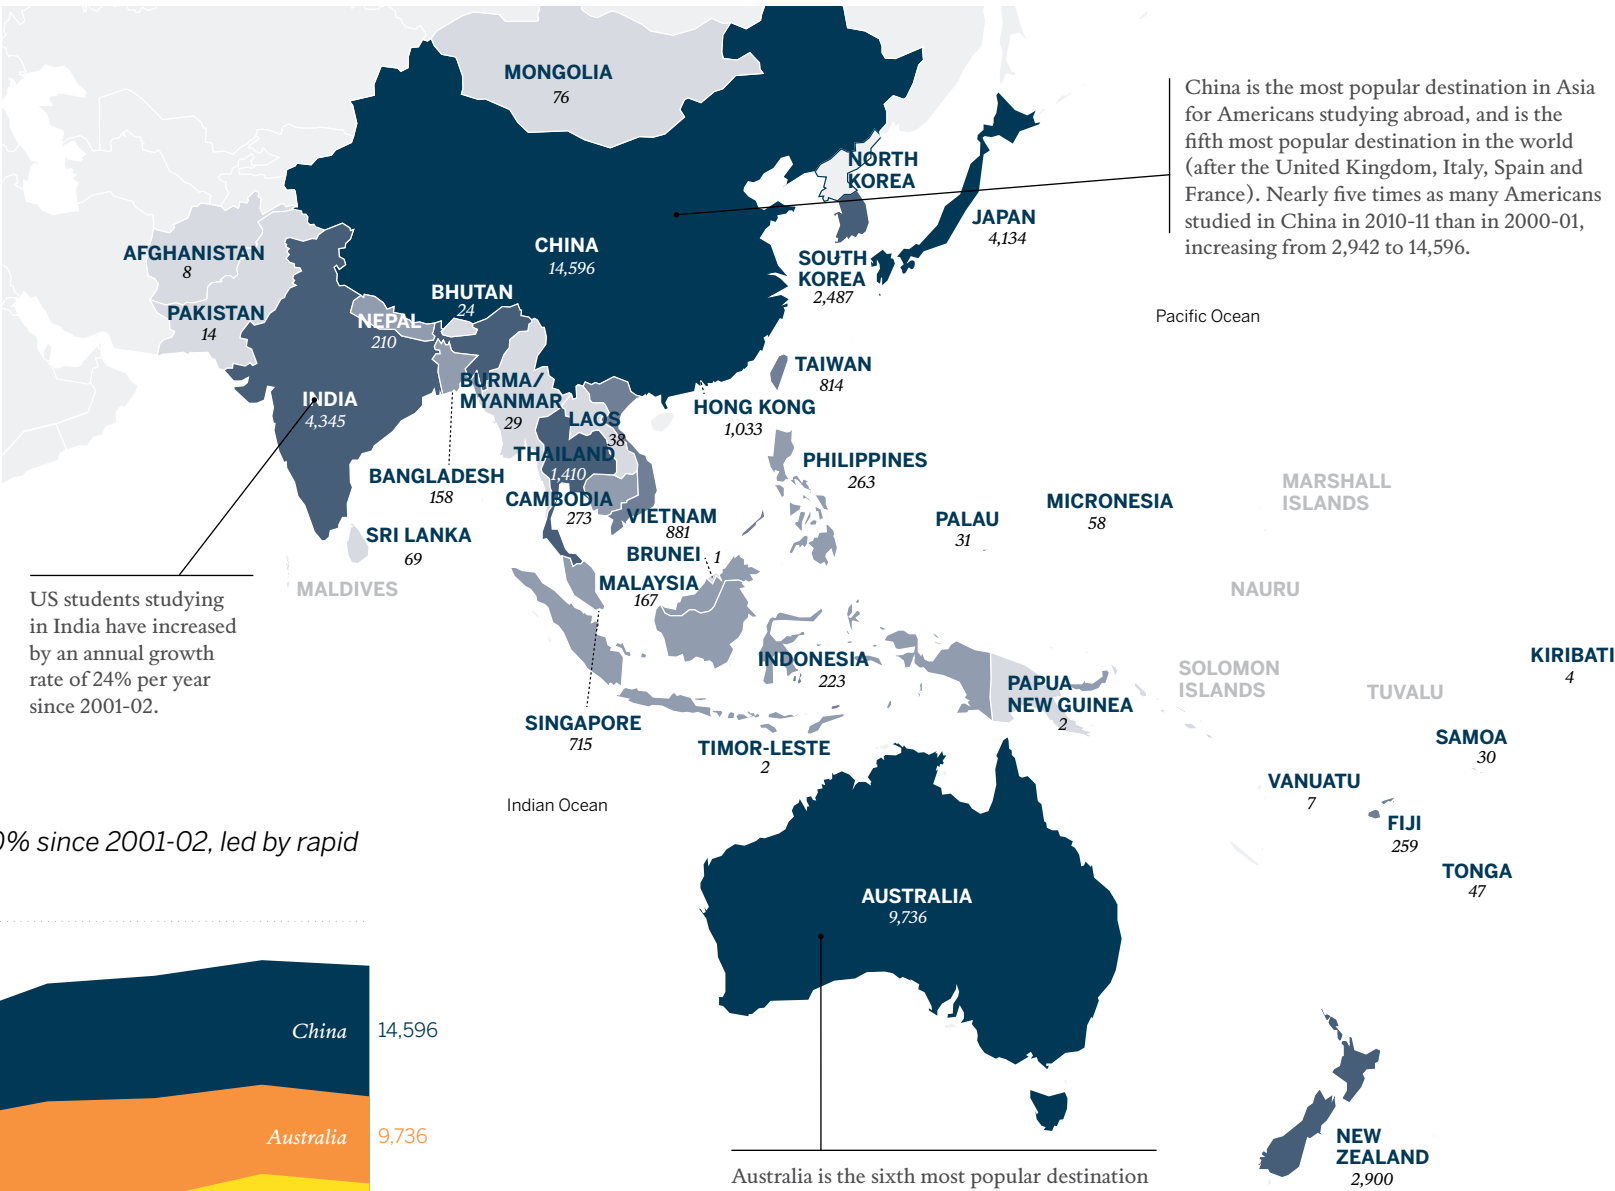 MONGOLIA
76
China is the most popular destination in Asia
for Americans studying abroad, and is the
fifth most popular destination in the world
(after the United Kingdom, Italy, Spain and
France). Nearly five times as many Americans
studied in China in 2010-11 than in 2000-01,
increasing from 2,942 to 14,596.
NORTH
KOREA
JAPAN
4,134
AFGHANISTAN
8
CHINA
14,596
SOUTH
KOREA
2,487
PAKISTAN
14
BHUTAN
24
NEPAL
210
Pacific Ocean
TAIWAN
814
BURMA/
MYANMAR
29
INDIA
4,345
HONG KONG
1,033
LAOS
38
THAILAND
1,410
BANGLADESH
158
PHILIPPINES
263
CAMBODIA
273
VIETNAM
881
MARSHALL
ISLANDS
MICRONESIA
58
PALAU
31
SRI LANKA
69
BRUNEI
1
MALDIVES
MALAYSIA
167
NAURU
US students studying
in India have increased
by an annual growth
rate of 24% per year
since 2001-02.
INDONESIA
223
KIRIBATI
4
SOLOMON
ISLANDS
TUVALU
PAPUA
NEW GUINEA
2
SINGAPORE
715
TIMOR-LESTE
2
SAMOA
30
VANUATU
7
Indian Ocean
FIJI
259
0% since 2001-02, led by rapid
TONGA
47
AUSTRALIA
9,736
China 14,596
Australia 9,736
NEW
ZEALAND
2,900
Australia is the sixth most popular destination